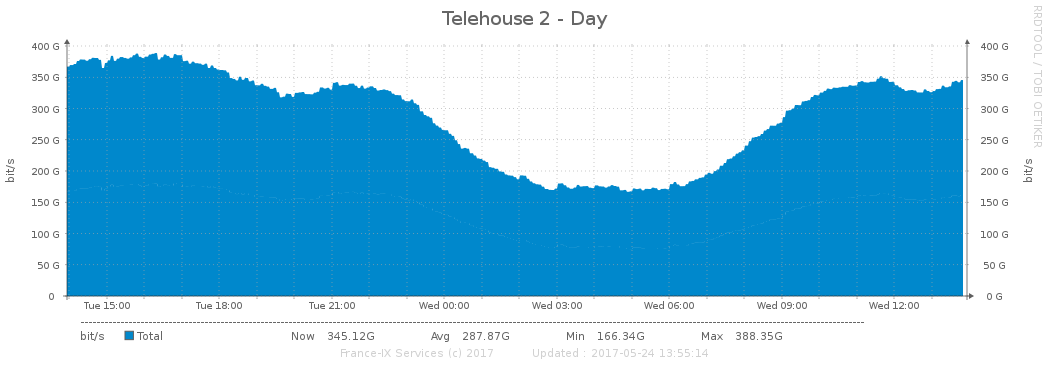 Telehouse 2 - Day
RRDTOOL / TOBI OETIKER
400 G 400 G
350 G 350 G
300 G 300 G
250 G 250 G
200 G 200 G
150 G 150 G
100 G 100 G
50 G 50 G
0 0 G
bit/s bit/s
Tue 15:00 Tue 18:00 Tue 21:00 Wed 00:00 Wed 03:00 Wed 06:00 Wed 09:00 Wed 12:00
bit/s Total Now 345.12G Avg 287.87G Min 166.34G Max 388.35G
France-IX Services (c) 2017 Updated : 2017-05-24 13:55:14